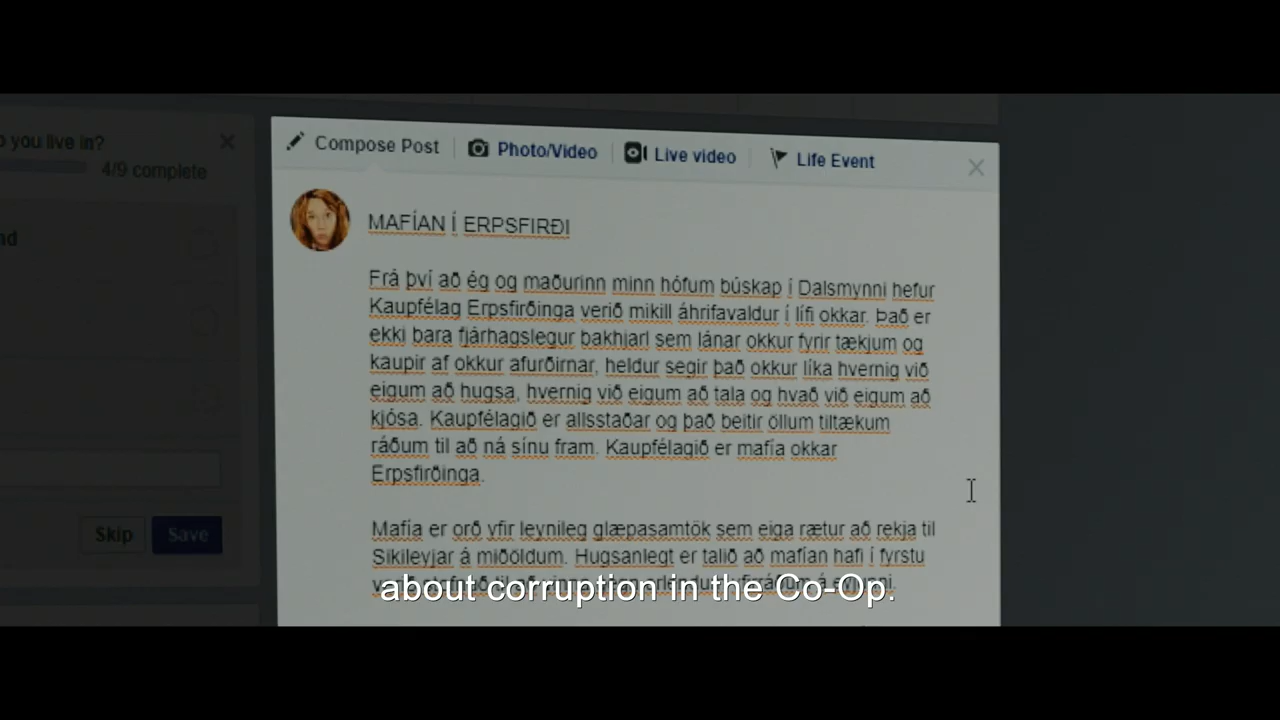 o you live in?
4/9 complete
nd
Skip
Save
Compose Post
Photo/Video
Live video
Life Event
MAFÍAN Í ERPSFIRÐI
Frá því að ég og maðurinn minn hófum búskap í Dalsmynni hefur
Kaupfélag Erpsfirðinga verið mikill áhrifavaldur í lífi okkar. Það er
ekki bara fjárhagslegur bakhjarl sem lánar okkur fyrir tækjum og
kaupir af okkur afurðirnar, heldur segir það okkur líka hvernig við
eigum að hugsa, hvernig við eigum að tala og hvað við eigum að
kjósa. Kaupfélagið er allsstaðar og það beitir öllum tiltækum
ráðum til að ná sínu fram. Kaupfélagið er mafía okkar
Erpsfirðinga.
Mafía er orð yfir leynileg glæpasamtök sem eiga rætur að rekja til
Sikileyjar á miðöldum. Hugsanlegt er talið að mafían hafi í fyrstu
about corruption in the Co-Op.